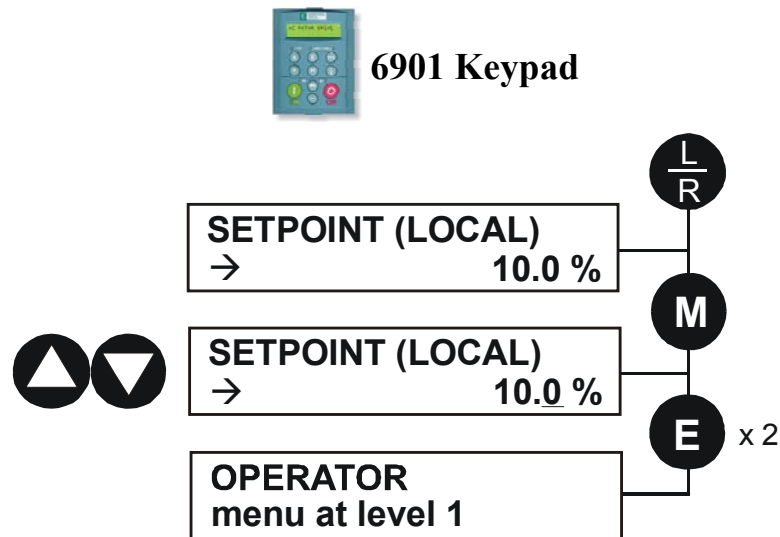 6901 Keypad
L
R
SETPOINT (LOCAL)
→ 10.0 %
M
SETPOINT (LOCAL)
→ 10.0 %
E x 2
OPERATOR
menu at level 1